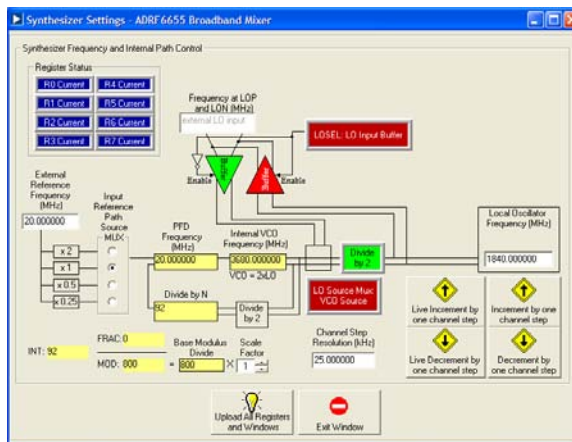 Synthesizer Settings - ADRF6655 Broadband Mixer
Synthesizer Frequency and Internal Path Control
Register Status
R0 Current R4 Current
R1 Current R5 Current
R2 Current R6 Current
R3 Current R7 Current
Frequency at LOP
and LON (MHz)
external LO input
LOSEL: LO Input Buffer
Buffer
Buffer
Enable
Enable
External
Reference
Frequency
(MHz)
20.000000
Input
Reference
Path
Source
MUX
x 2
x 1
x 0.5
x 0.25
PFD
Frequency
(MHz)
20.000000
Internal VCO
Frequency (MHz)
3680.000000
VCO = 2xLO
Divide
by 2
Local Oscillator
Frequency (MHz)
1840.000000
Divide by N
92
Divide
by 2
LO Source Mux:
VCO Source
Live Increment by
one channel step
Increment by
one channel step
Live Decrement by
one channel step
Decrement by
one channel step
INT: 92
FRAC: 0
MOD: 800
=
Base Modulus
Divide
800
X
Scale
Factor
1
Channel Step
Resolution (kHz)
25.000000
Upload All Registers
and Windows
Exit Window